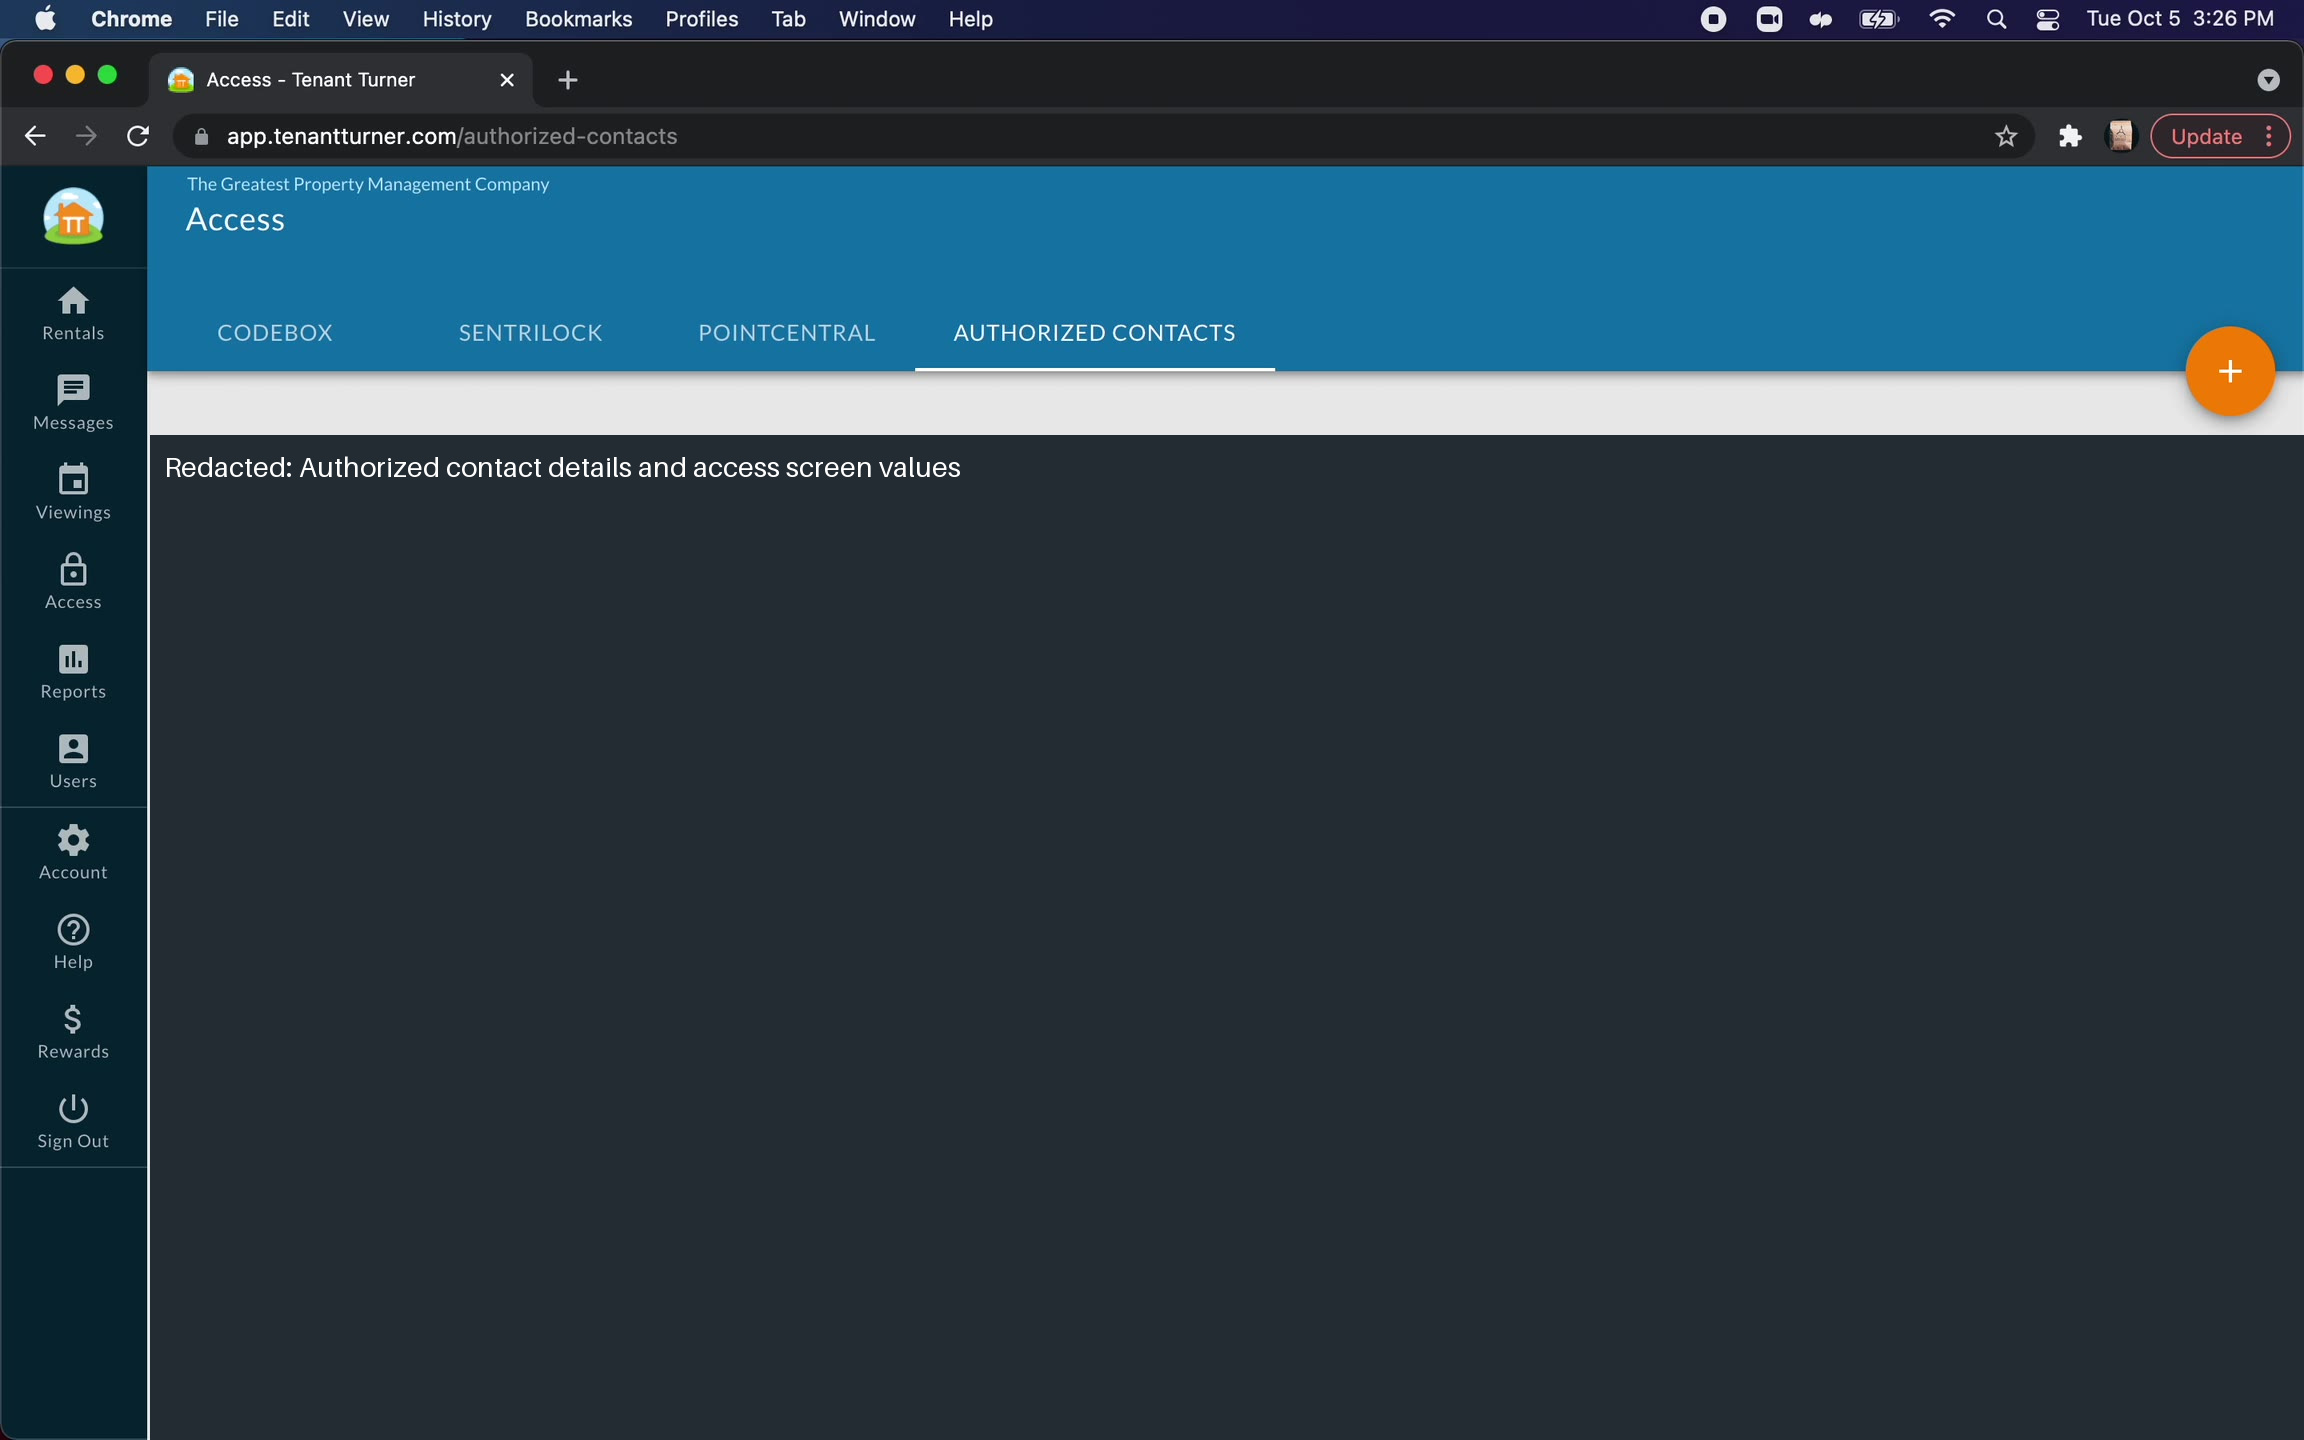 Chrome File Edit View History Bookmarks Profiles Tab Window Help Tue Oct 5 3:26 PM
Access - Tenant Turner
app.tenantturner.com/authorized-contacts
Update
The Greatest Property Management Company
Access
CODEBOX SENTRILOCK POINTCENTRAL AUTHORIZED CONTACTS
+
Redacted: Authorized contact details and access screen values
Rentals
Messages
Viewings
Access
Reports
Users
Account
Help
Rewards
Sign Out